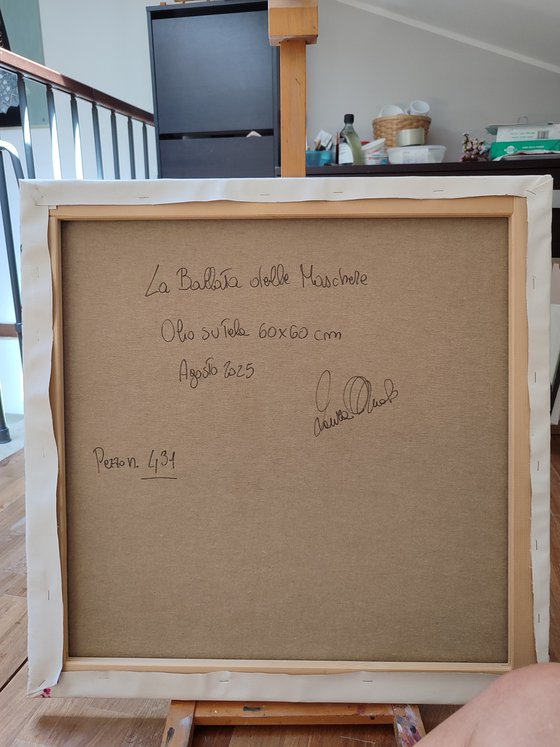 La Ballata delle Maschere
Olio su Tela 60x60 cm
Agosto 2025
Pezzo n. 431